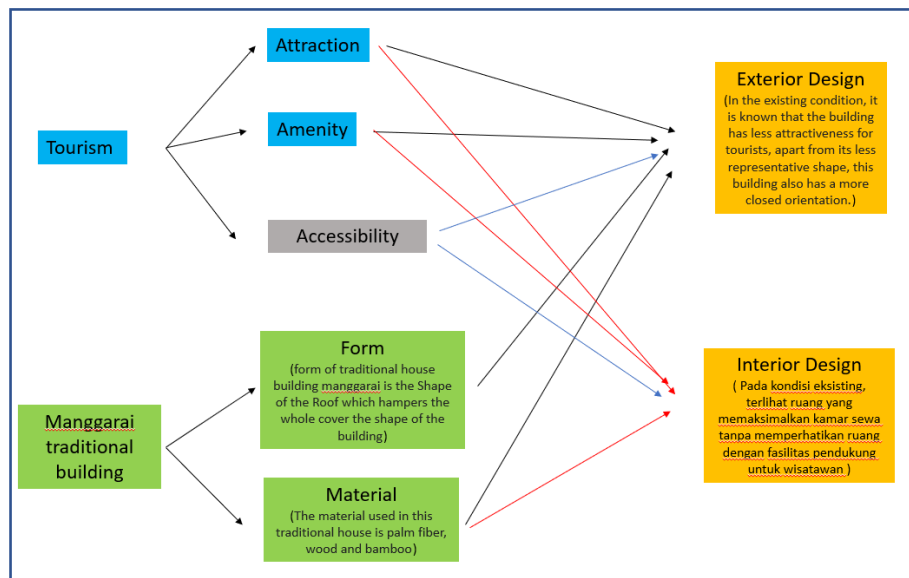 Attraction
Exterior Design
(In the existing condition, it
is known that the building
has less attractiveness for
tourists, apart from its less
representative shape, this
building also has a more
closed orientation.)
Amenity
Tourism
Accessibility
Form
(form of traditional house
building manggarai is the Shape
of the Roof which hampers the
whole cover the shape of the
building)
Interior Design
( Pada kondisi eksisting,
terlihat ruang yang
memaksimalkan kamar sewa
tanpa memperhatikan ruang
dengan fasilitas pendukung
untuk wisatawan )
Manggarai
traditional
building
Material
(The material used in this
traditional house is palm fiber,
wood and bamboo)